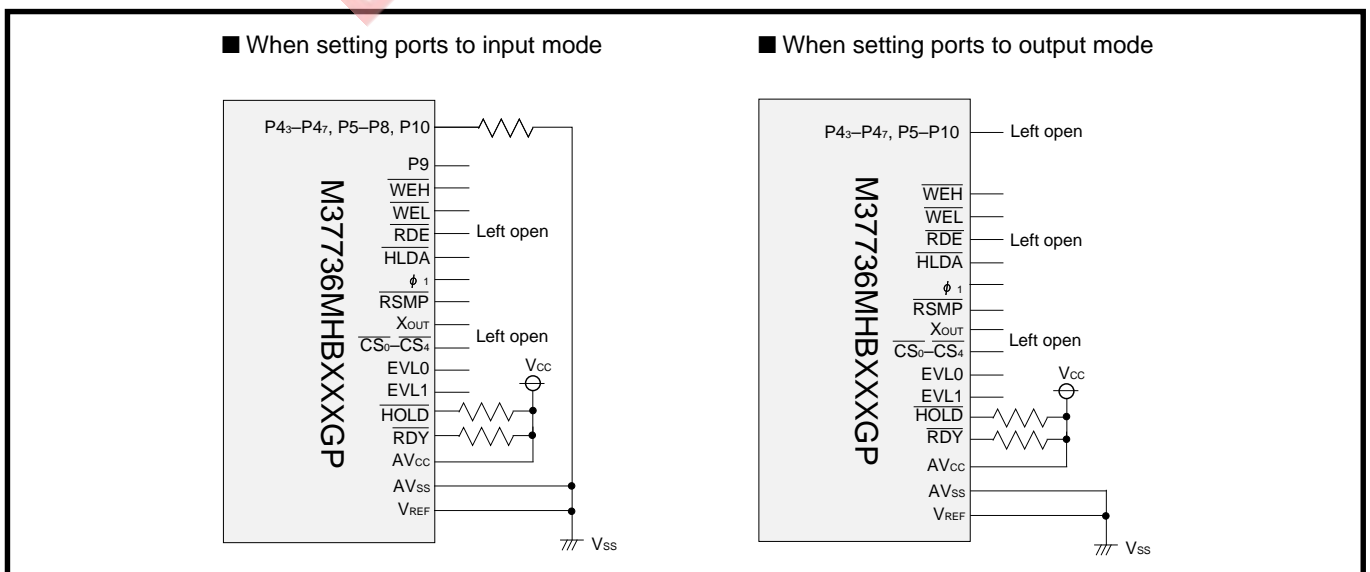 ■ When setting ports to input mode
P4₃–P4₇, P5–P8, P10
P9
WEH
WEL
RDE
Left open
HLDA
ϕ ₁
RSMP
XOUT
CS₀–CS₄
Left open
EVL0
VCC
EVL1
HOLD
RDY
AVCC
AVSS
VREF
VSS
M37736MHBXXXGP
■ When setting ports to output mode
P4₃–P4₇, P5–P10
Left open
WEH
WEL
RDE
Left open
HLDA
ϕ ₁
RSMP
XOUT
CS₀–CS₄
Left open
EVL0
VCC
EVL1
HOLD
RDY
AVCC
AVSS
VREF
VSS
M37736MHBXXXGP